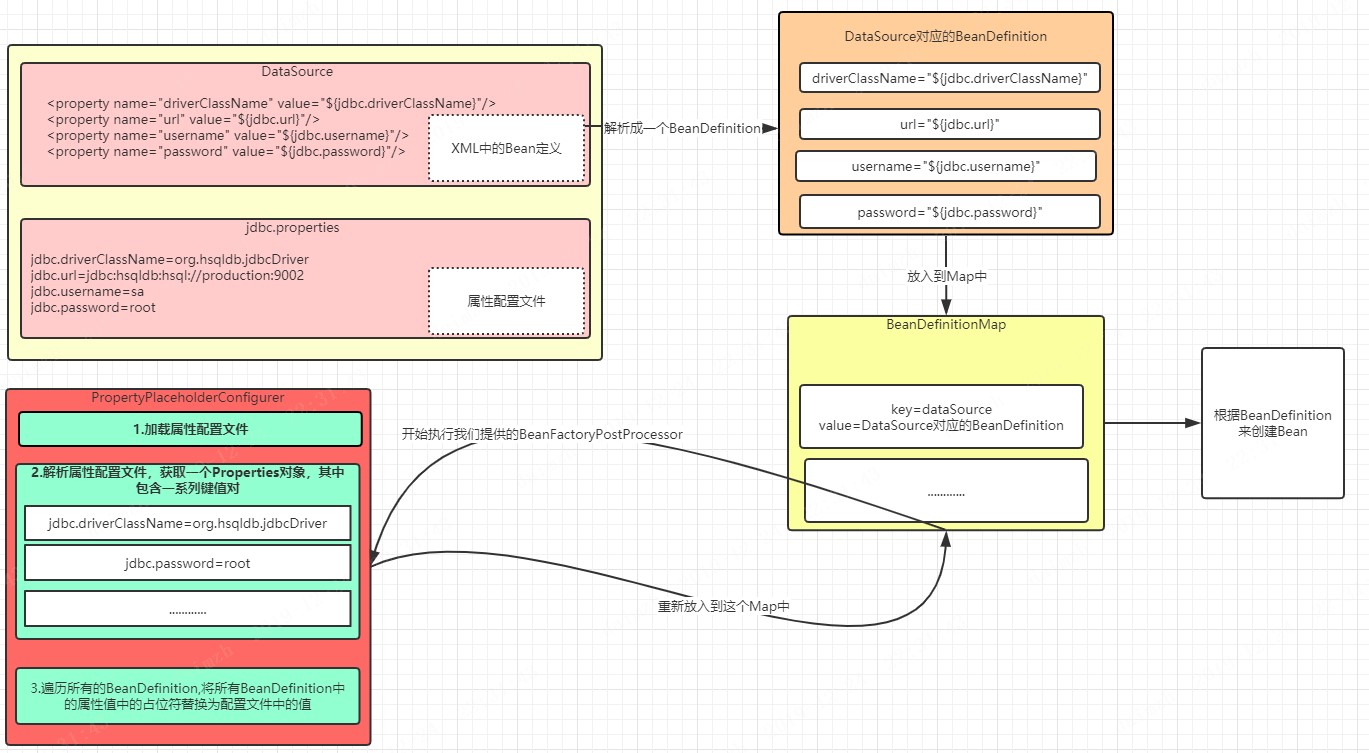 DataSource
<property name="driverClassName" value="${jdbc.driverClassName}"/>
<property name="url" value="${jdbc.url}"/>
<property name="username" value="${jdbc.username}"/>
<property name="password" value="${jdbc.password}"/>
XML中的Bean定义
jdbc.properties
jdbc.driverClassName=org.hsqldb.jdbcDriver
jdbc.url=jdbc:hsqldb:hsql://production:9002
jdbc.username=sa
jdbc.password=root
属性配置文件
解析成一个BeanDefinition
DataSource对应的BeanDefinition
driverClassName="${jdbc.driverClassName}"
url="${jdbc.url}"
username="${jdbc.username}"
password="${jdbc.password}"
放入到Map中
BeanDefinitionMap
key=dataSource
value=DataSource对应的BeanDefinition
............
根据BeanDefinition
来创建Bean
开始执行我们提供的BeanFactoryPostProcessor
PropertyPlaceholderConfigurer
1.加载属性配置文件
2.解析属性配置文件，获取一个Properties对象，其中
包含一系列键值对
jdbc.driverClassName=org.hsqldb.jdbcDriver
jdbc.password=root
............
3.遍历所有的BeanDefinition,将所有BeanDefinition中
的属性值中的占位符替换为配置文件中的值
重新放入到这个Map中